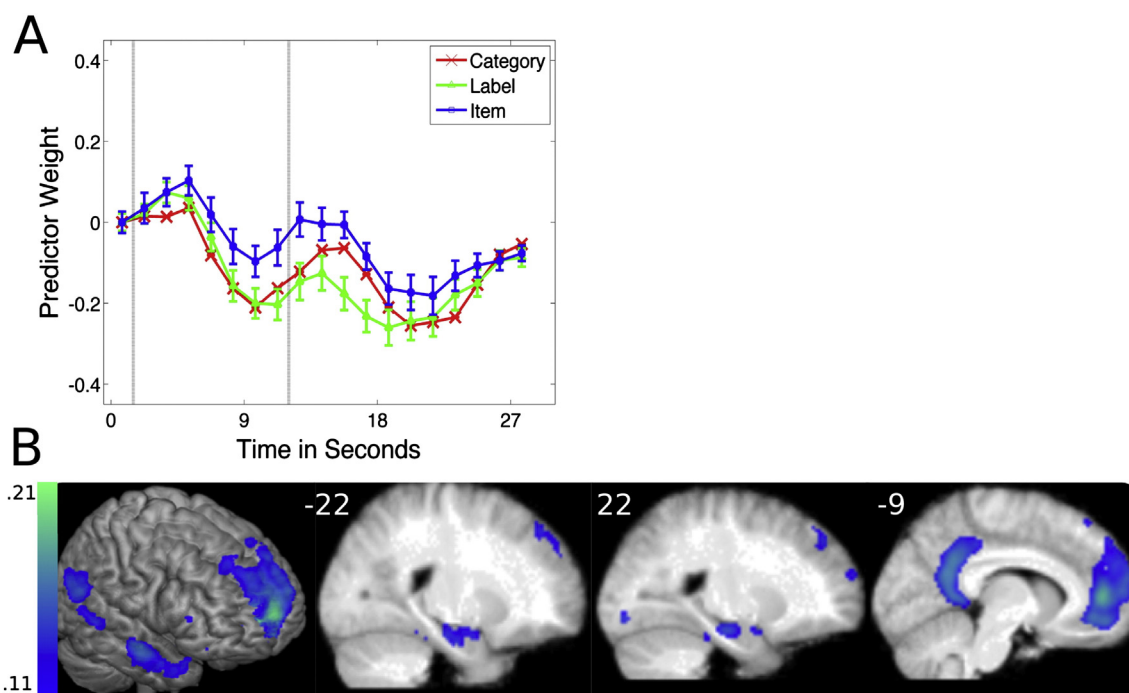 A
0.4
0.2
0
-0.2
-0.4
Predictor Weight
Category
Label
Item
0 9 18 27
Time in Seconds
B
.21
.11
-22
22
-9